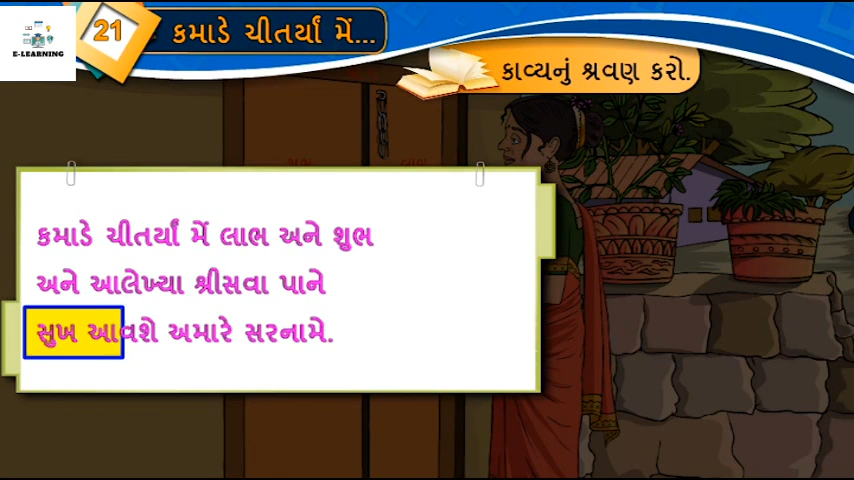 E-LEARNING
21
કમાડે ચીતર્યાં મેં...
કાવ્યનું શ્રવણ કરો.
શુભ લાભ
કમાડે ચીતર્યાં મેં લાભ અને શુભ
અને આલેખ્યા શ્રીસવા પાને
સુખ આવશે અમારે સરનામે.